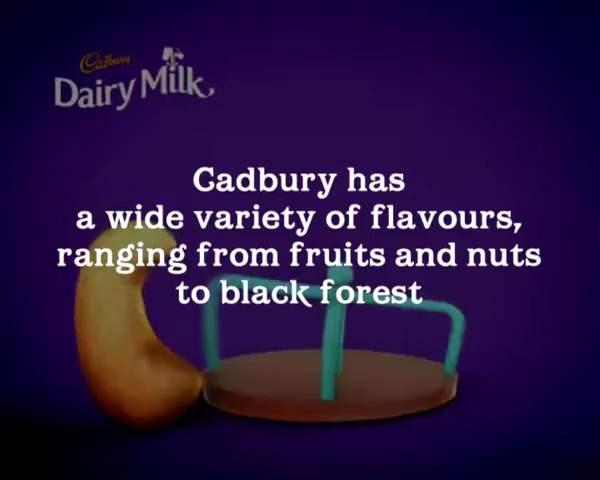 Cadbury
Dairy Milk
Cadbury has
a wide variety of flavours,
ranging from fruits and nuts
to black forest